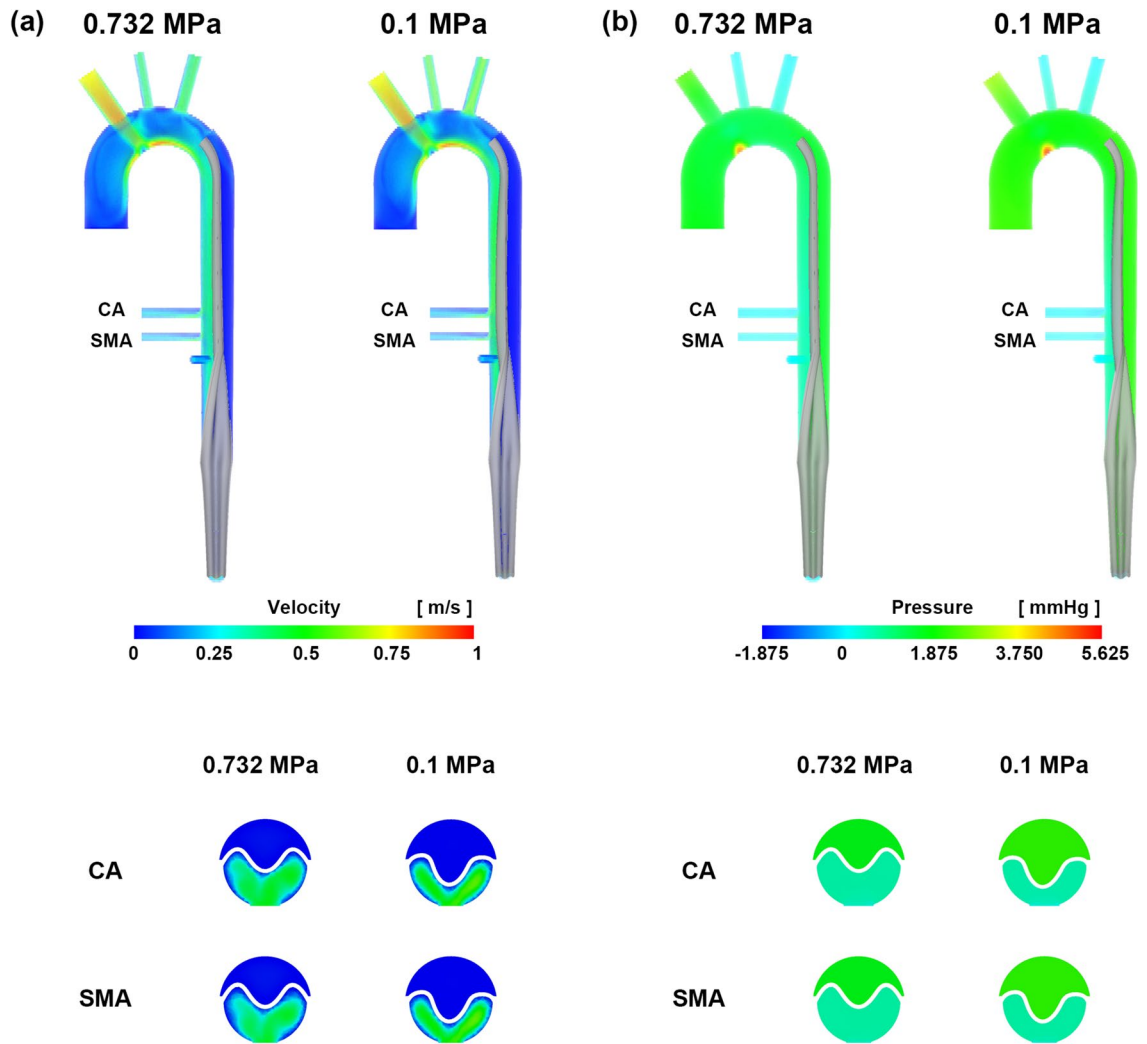 (a) 0.732 MPa 0.1 MPa (b) 0.732 MPa 0.1 MPa
CA CA CA CA
SMA SMA SMA SMA
Velocity [ m/s ] Pressure [ mmHg ]
0 0.25 0.5 0.75 1 -1.875 0 1.875 3.750 5.625
0.732 MPa 0.1 MPa 0.732 MPa 0.1 MPa
CA CA
SMA SMA